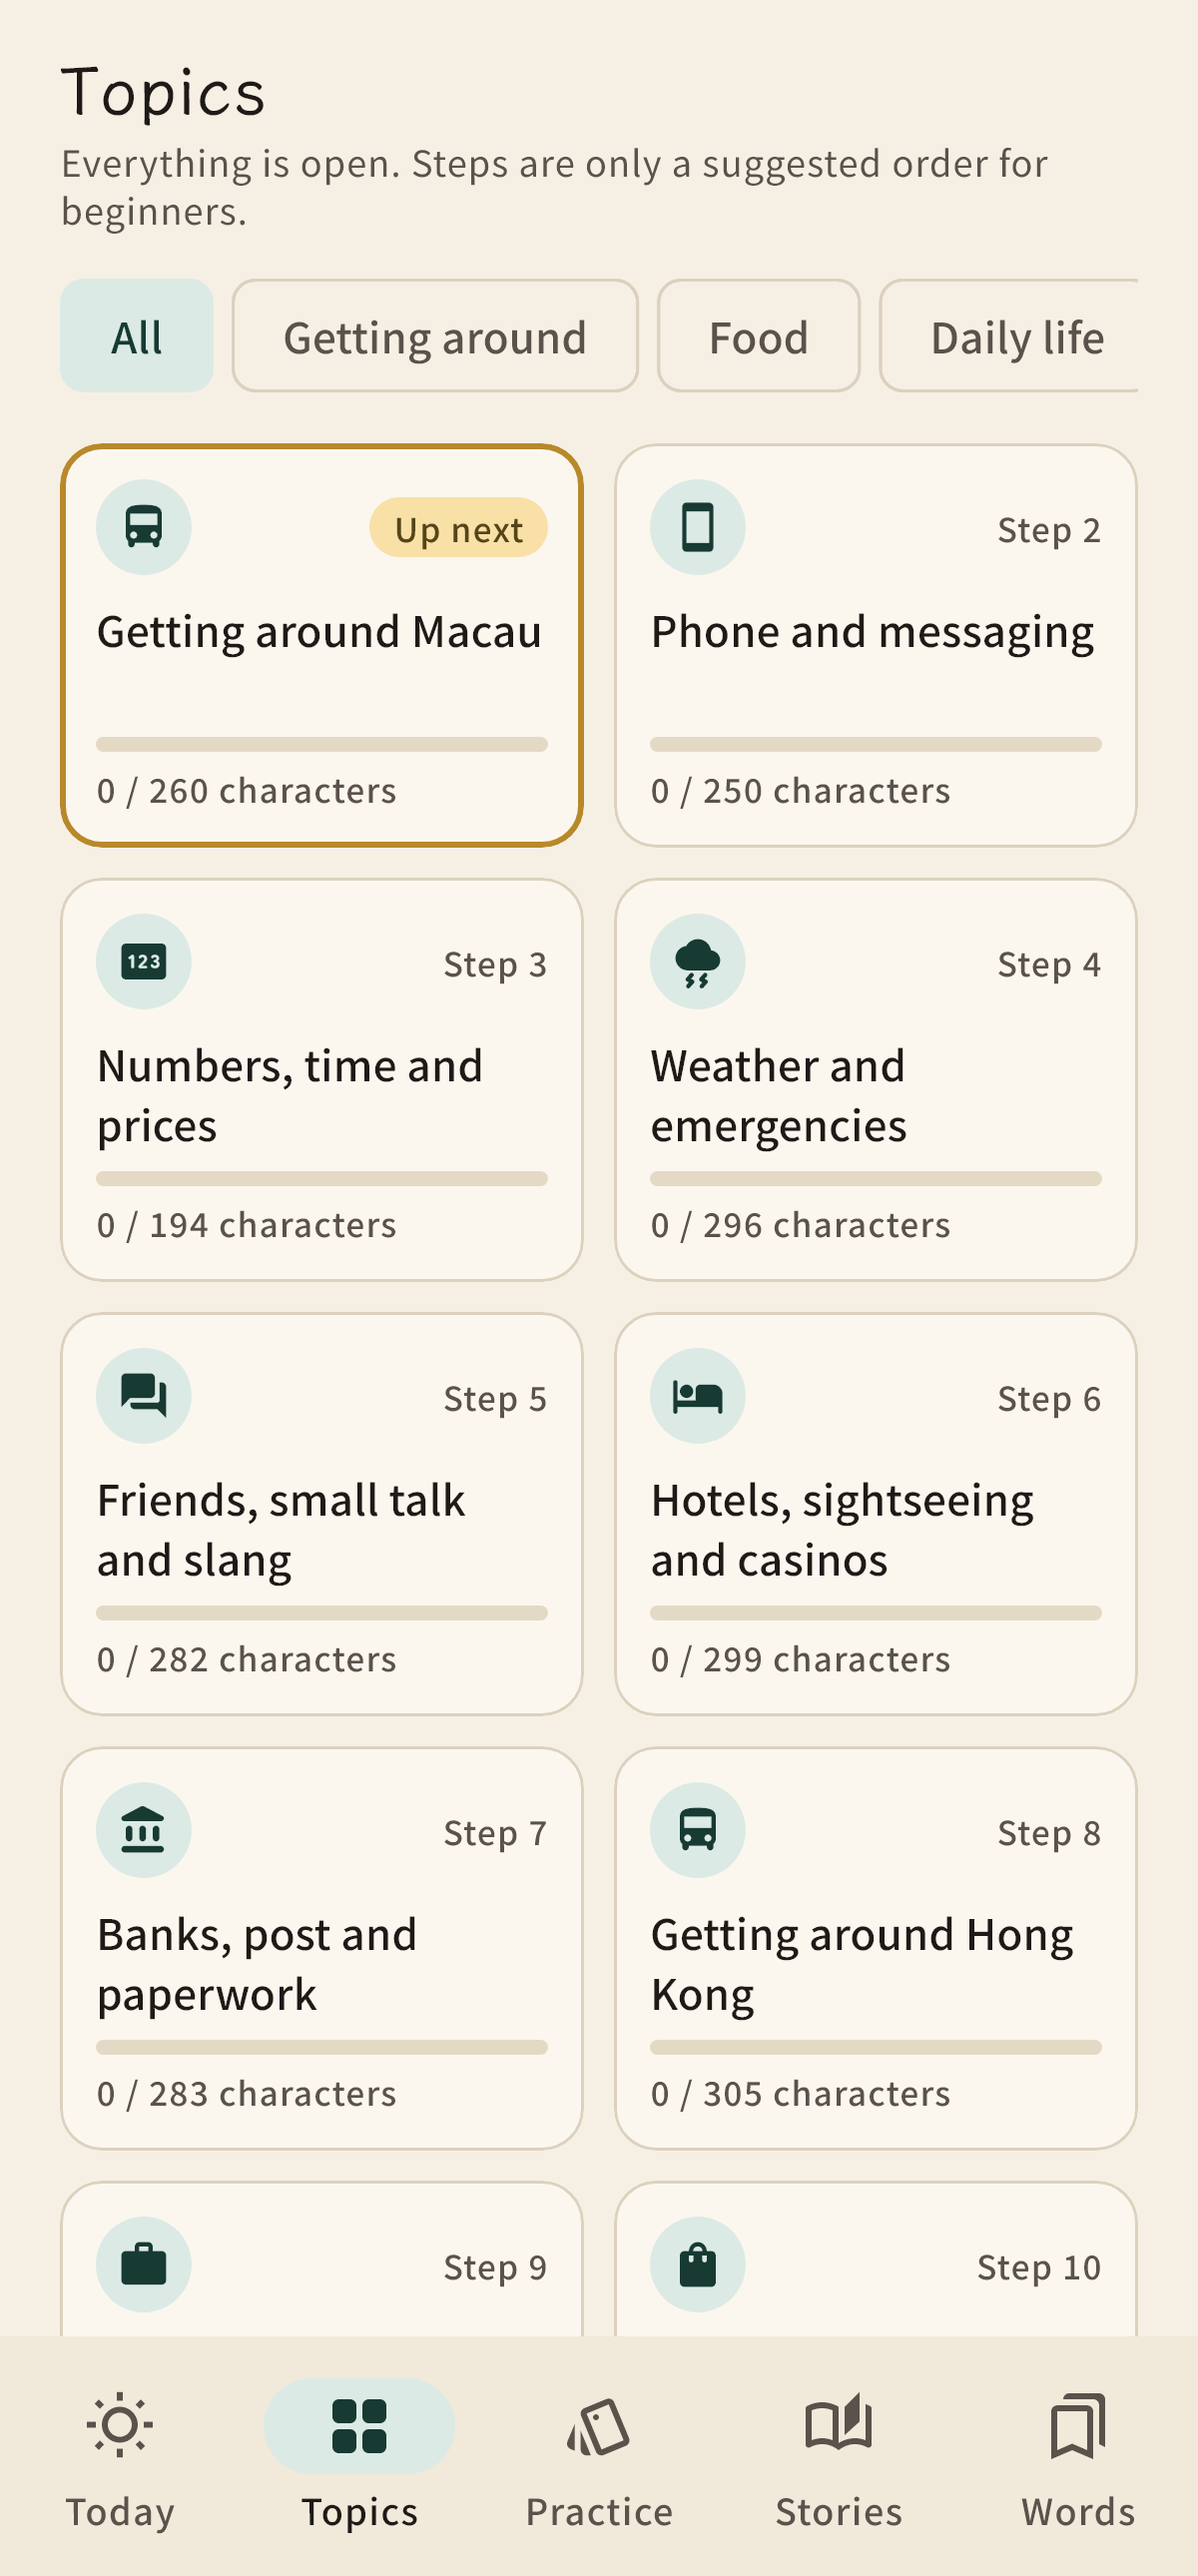 Topics
Everything is open. Steps are only a suggested order for
beginners.
All
Getting around
Food
Daily life
Up next
Getting around Macau
0 / 260 characters
Step 2
Phone and messaging
0 / 250 characters
123
Step 3
Numbers, time and
prices
0 / 194 characters
Step 4
Weather and
emergencies
0 / 296 characters
Step 5
Friends, small talk
and slang
0 / 282 characters
Step 6
Hotels, sightseeing
and casinos
0 / 299 characters
Step 7
Banks, post and
paperwork
0 / 283 characters
Step 8
Getting around Hong
Kong
0 / 305 characters
Step 9
Step 10
Today
Topics
Practice
Stories
Words